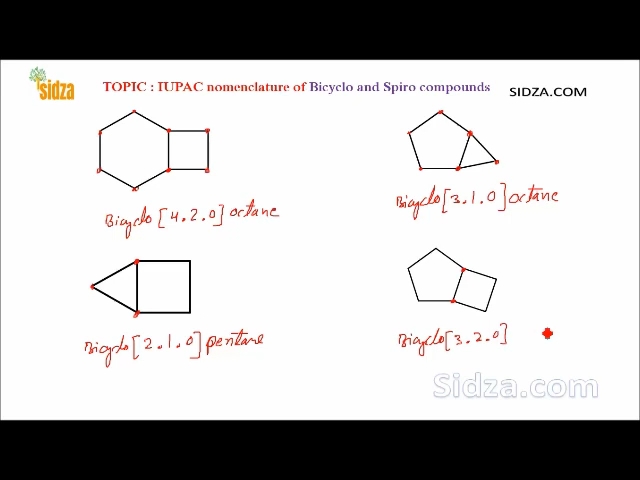 sidza
TOPIC : IUPAC nomenclature of Bicyclo and Spiro compounds
SIDZA.COM
Bicyclo [4.2.0] octane
Bicyclo [3.1.0] octane
Bicyclo [2.1.0] pentane
Bicyclo [3.2.0]
Sidza.com